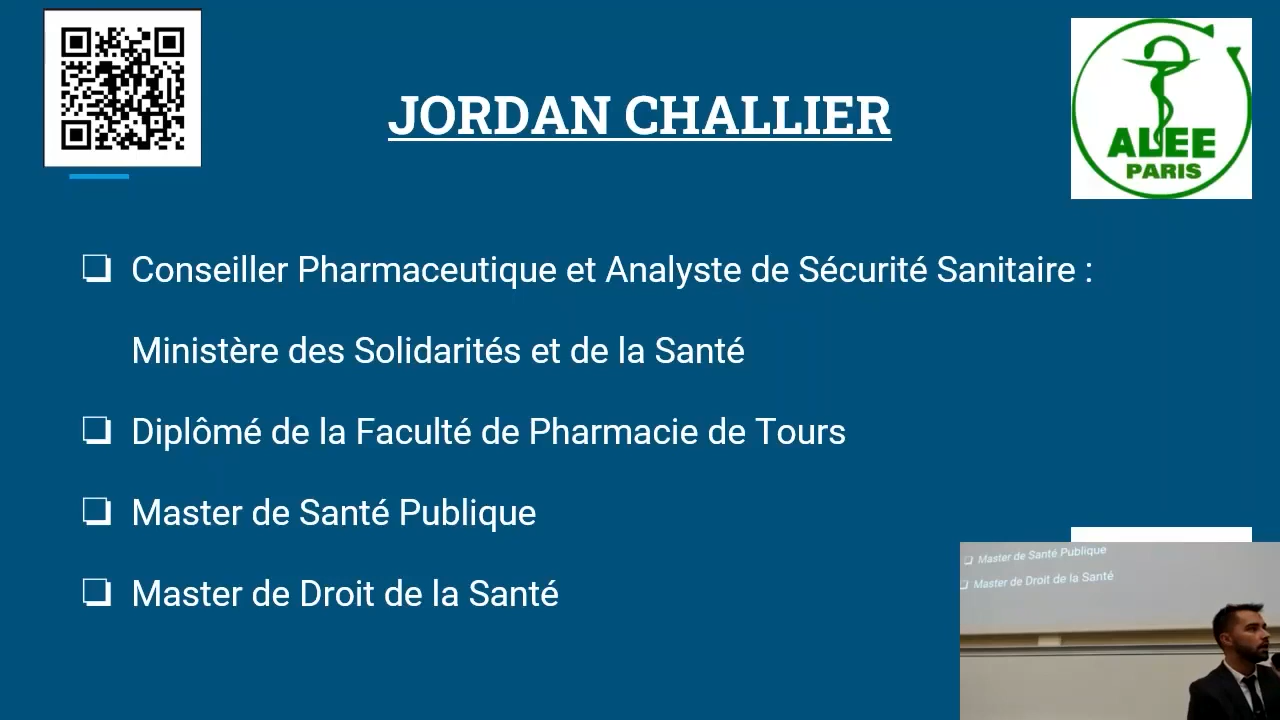 JORDAN CHALLIER
ALEE
PARIS
❏ Conseiller Pharmaceutique et Analyste de Sécurité Sanitaire :
Ministère des Solidarités et de la Santé
❏ Diplômé de la Faculté de Pharmacie de Tours
❏ Master de Santé Publique
❏ Master de Droit de la Santé
❏ Master de Santé Publique
❏ Master de Droit de la Santé